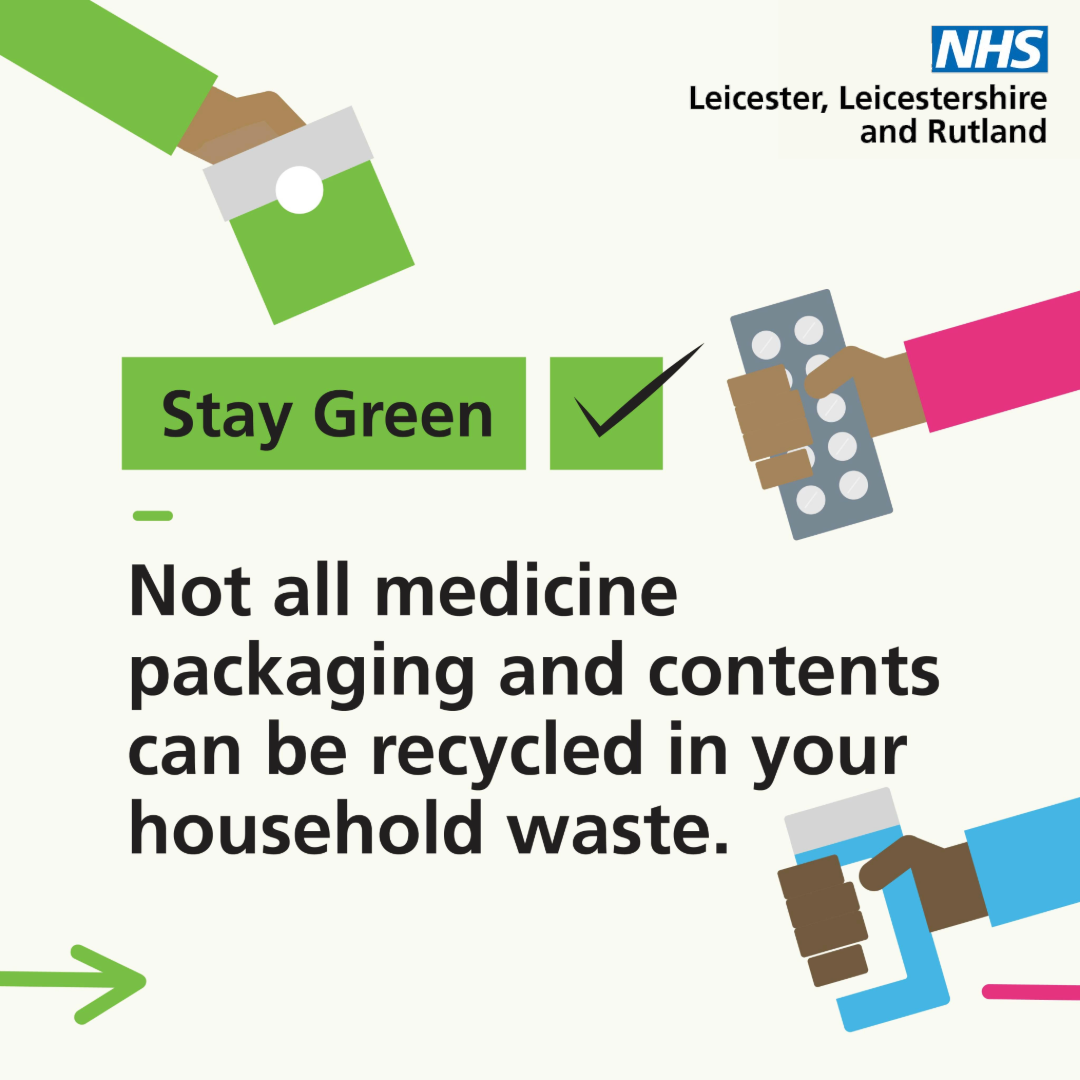 NHS
Leicester, Leicestershire
and Rutland
Stay Green
Not all medicine
packaging and contents
can be recycled in your
household waste.